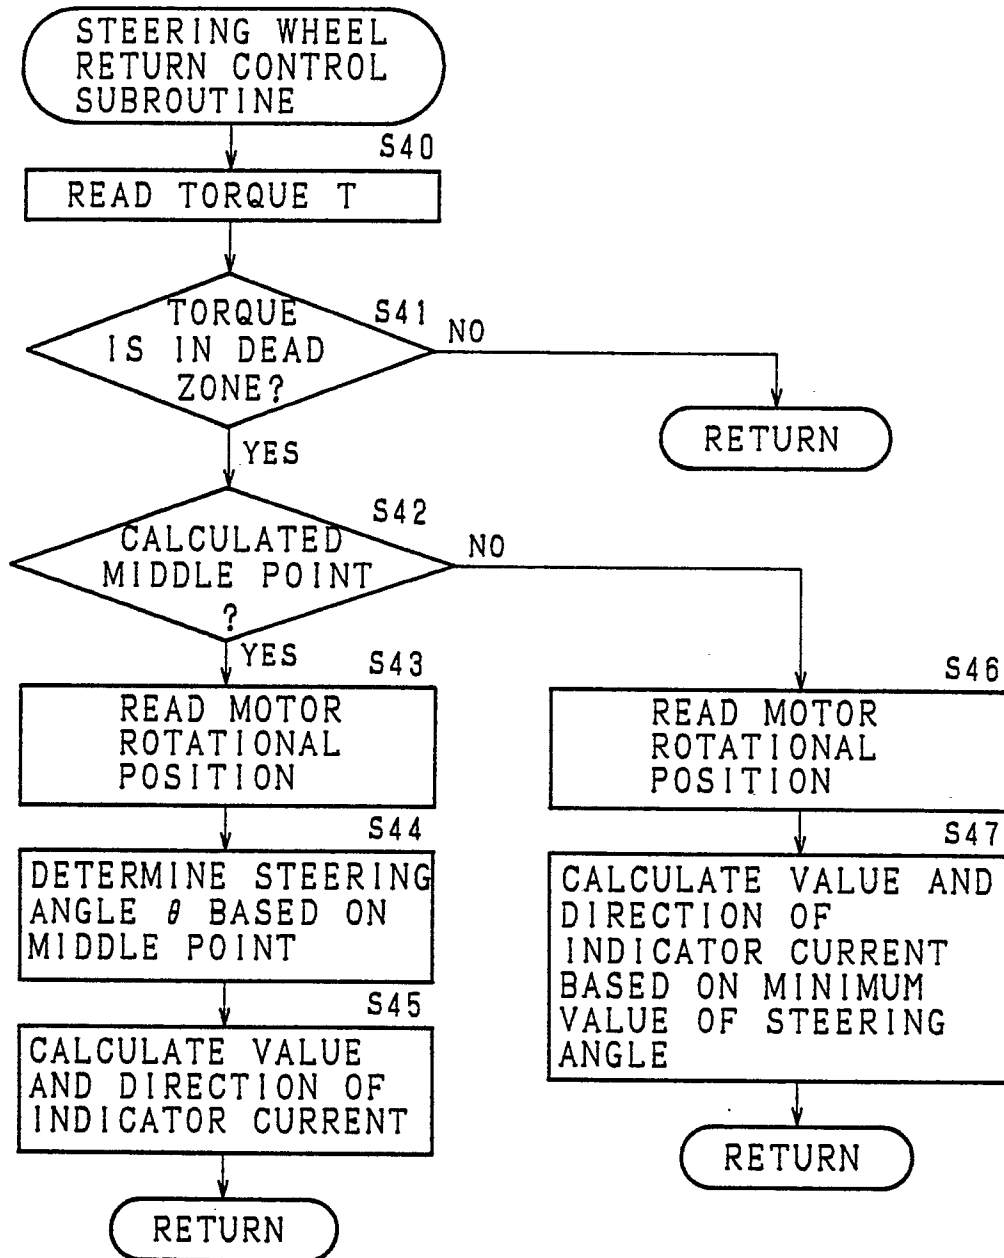 STEERING WHEEL
RETURN CONTROL
SUBROUTINE
S40
READ TORQUE T
S41
TORQUE
IS IN DEAD
ZONE?
NO
RETURN
YES
S42
CALCULATED
MIDDLE POINT
?
NO
YES
S43
READ MOTOR
ROTATIONAL
POSITION
S44
DETERMINE STEERING
ANGLE θ BASED ON
MIDDLE POINT
S45
CALCULATE VALUE
AND DIRECTION OF
INDICATOR CURRENT
RETURN
S46
READ MOTOR
ROTATIONAL
POSITION
S47
CALCULATE VALUE AND
DIRECTION OF
INDICATOR CURRENT
BASED ON MINIMUM
VALUE OF STEERING
ANGLE
RETURN